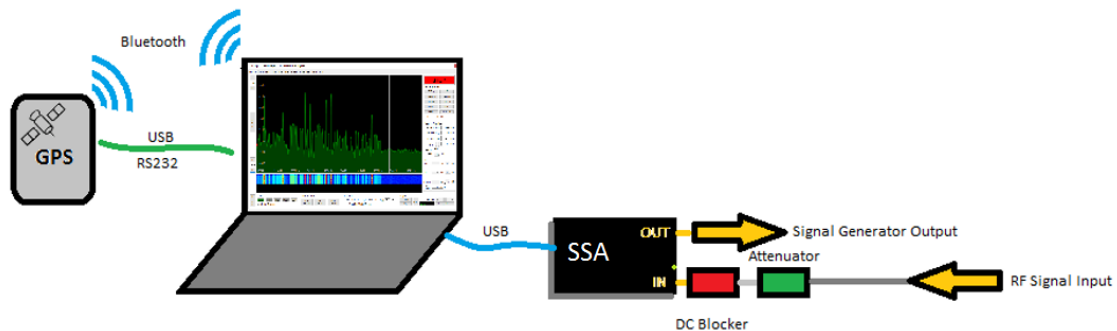 Bluetooth
GPS
USB
RS232
USB
SSA
OUT
IN
Signal Generator Output
Attenuator
RF Signal Input
DC Blocker